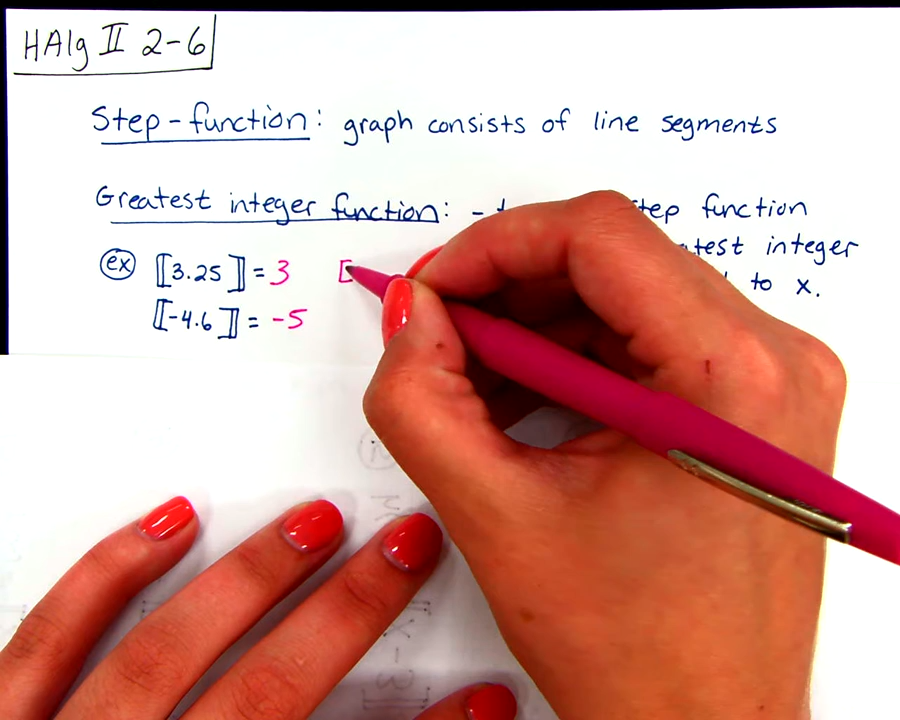 HAlg II 2-6
Step-function: graph consists of line segments
Greatest integer function: - step function
integer
ex ⟦3.25⟧ = 3 [ to x.
⟦-4.6⟧ = -5